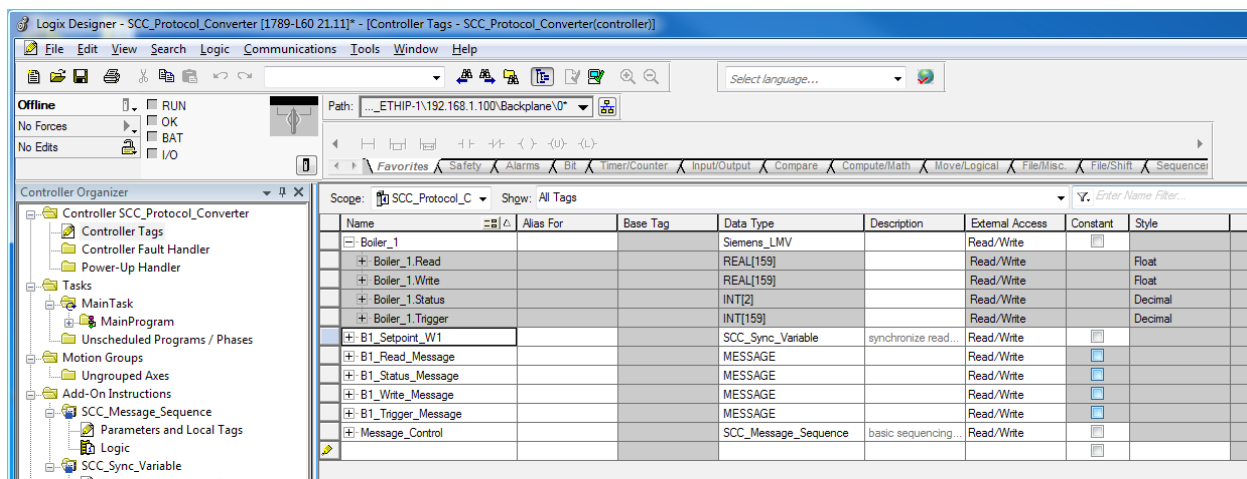 Logix Designer - SCC_Protocol_Converter [1789-L60 21.11]* - [Controller Tags - SCC_Protocol_Converter(controller)]
File Edit View Search Logic Communications Tools Window Help
Select language...
Offline RUN
No Forces OK
No Edits BAT
I/O
Path: ..._ETHIP-1\192.168.1.100\Backplane\0*
Favorites Safety Alarms Bit Timer/Counter Input/Output Compare Compute/Math Move/Logical File/Misc. File/Shift Sequencer
Controller Organizer
Controller SCC_Protocol_Converter
Controller Tags
Controller Fault Handler
Power-Up Handler
Tasks
MainTask
MainProgram
Unscheduled Programs / Phases
Motion Groups
Ungrouped Axes
Add-On Instructions
SCC_Message_Sequence
Parameters and Local Tags
Logic
SCC_Sync_Variable
Scope: SCC_Protocol_C Show: All Tags Enter Name Filter...
Name Alias For Base Tag Data Type Description External Access Constant Style
Boiler_1 Siemens_LMV Read/Write
Boiler_1.Read REAL[159] Read/Write Float
Boiler_1.Write REAL[159] Read/Write Float
Boiler_1.Status INT[2] Read/Write Decimal
Boiler_1.Trigger INT[159] Read/Write Decimal
B1_Setpoint_W1 SCC_Sync_Variable synchronize read... Read/Write
B1_Read_Message MESSAGE Read/Write
B1_Status_Message MESSAGE Read/Write
B1_Write_Message MESSAGE Read/Write
B1_Trigger_Message MESSAGE Read/Write
Message_Control SCC_Message_Sequence basic sequencing... Read/Write